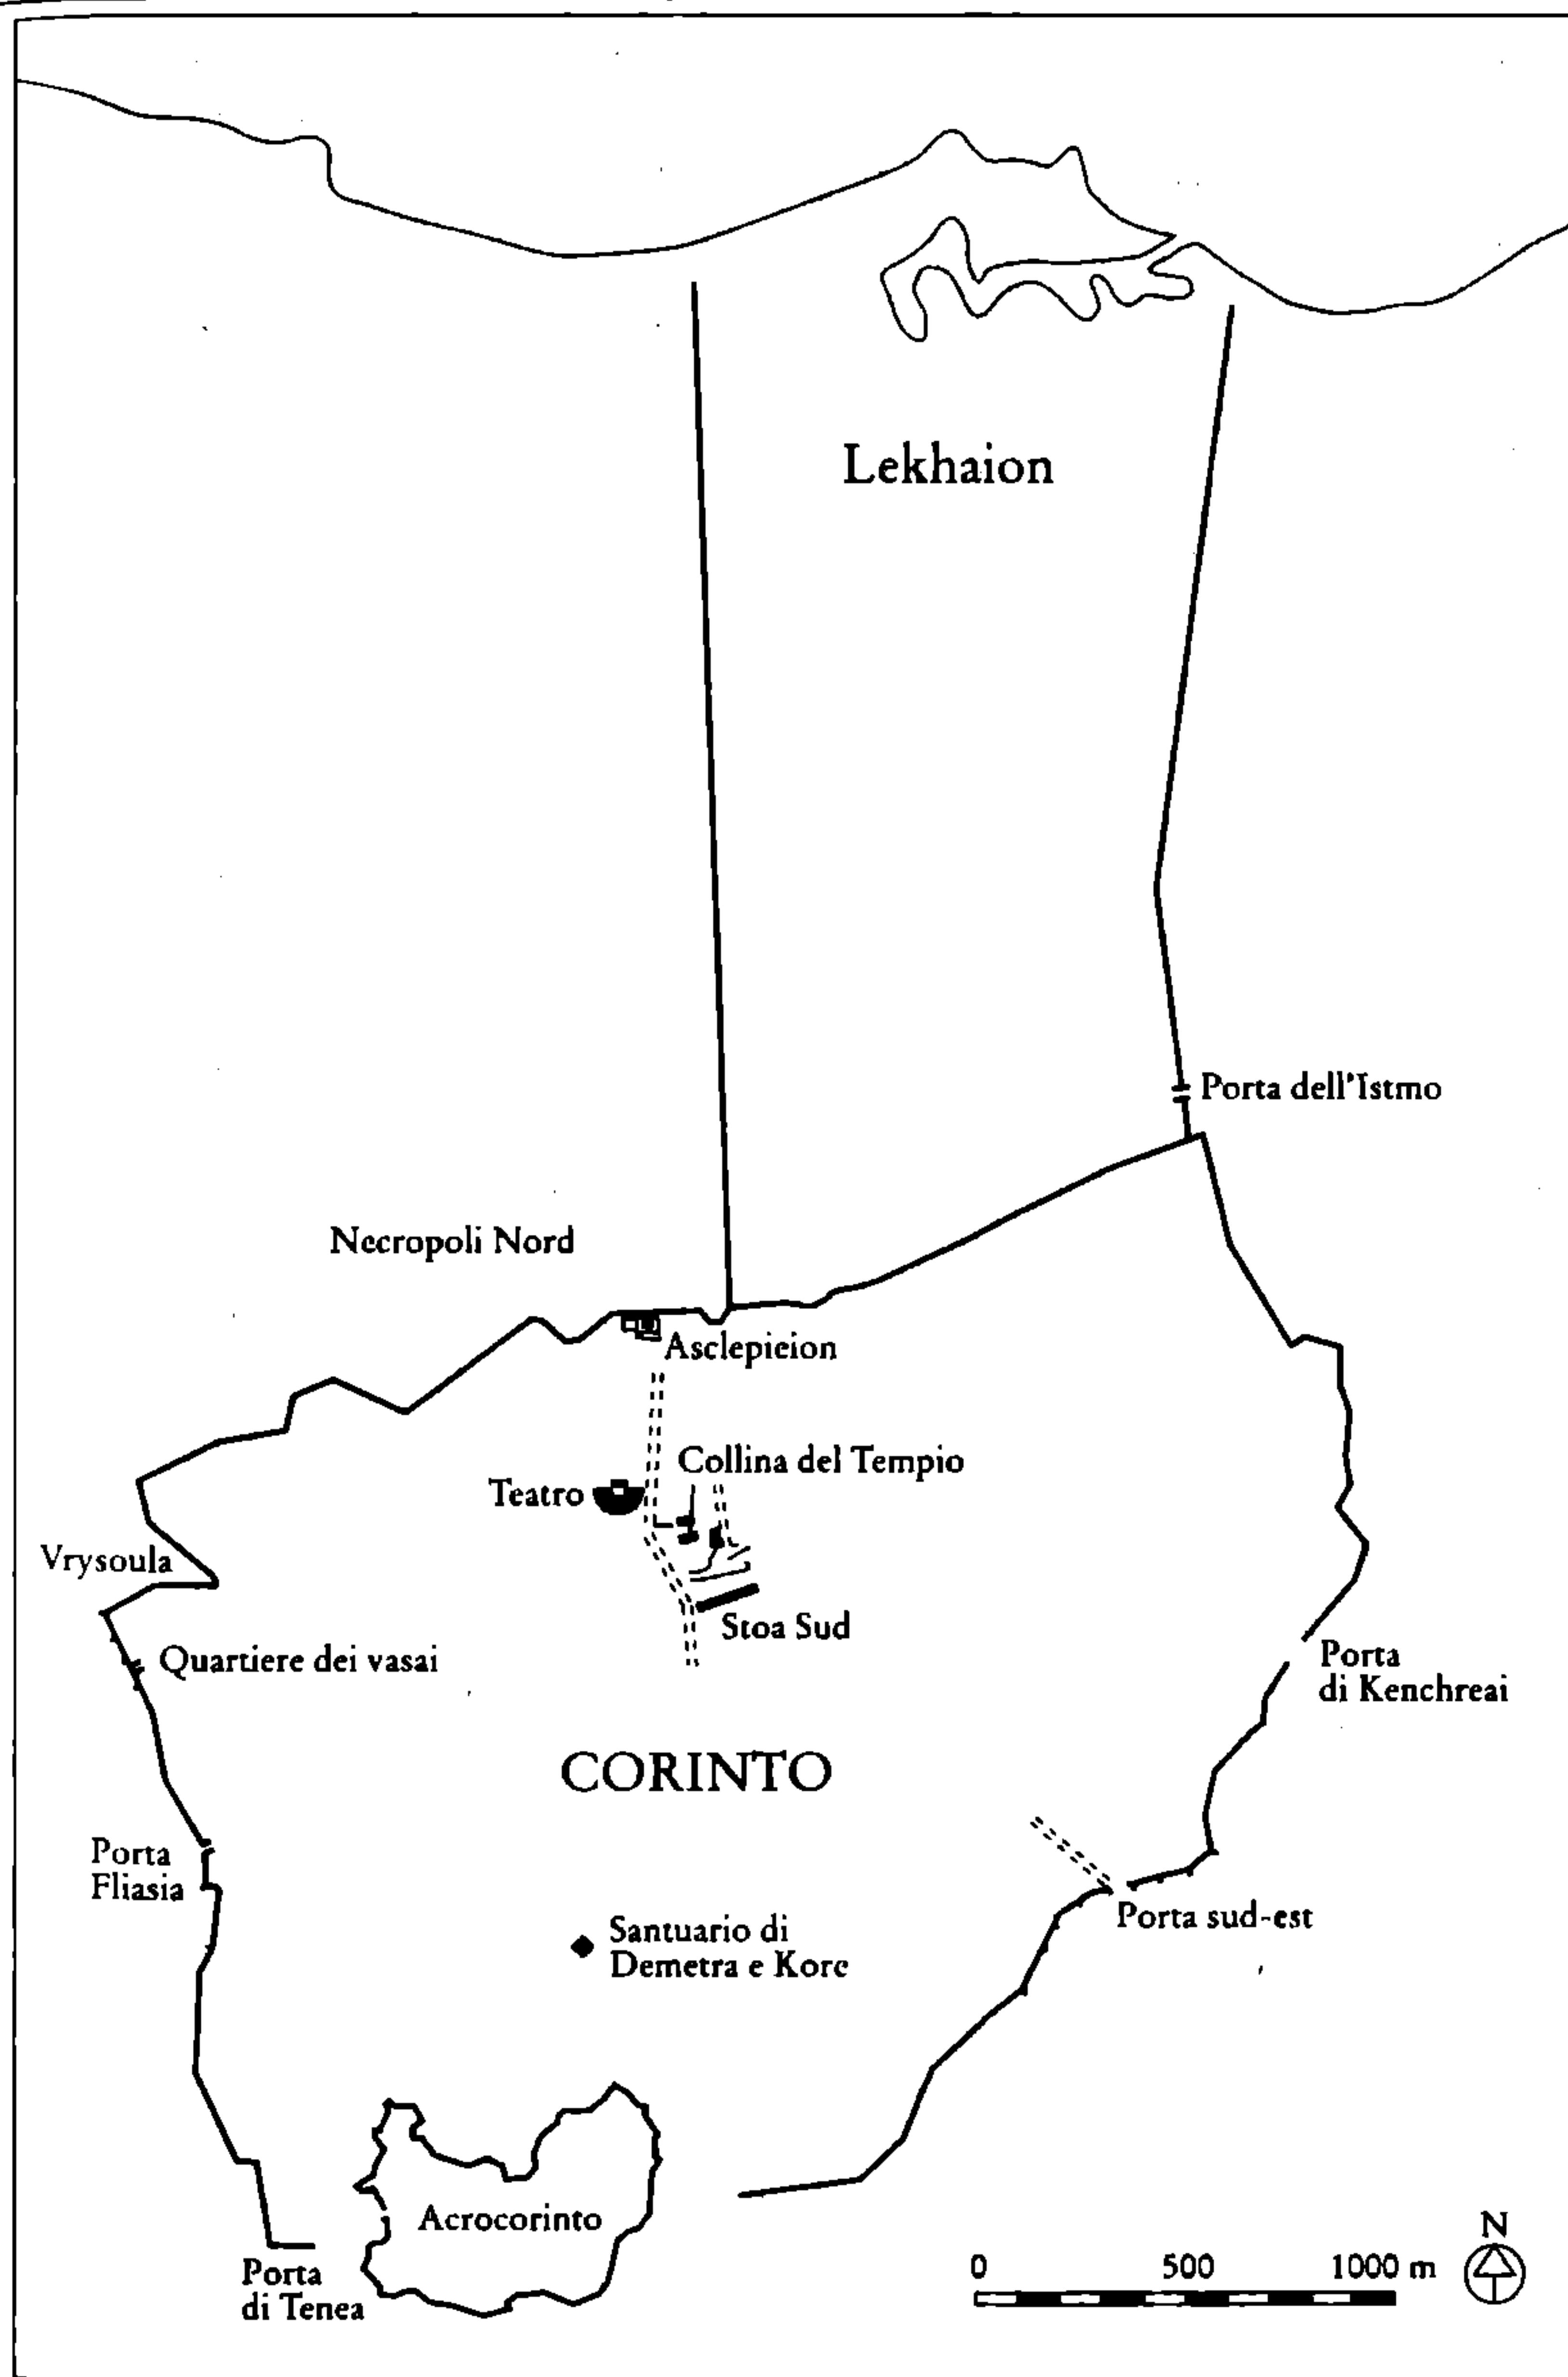 Lekhaion
Porta dell'Istmo
Necropoli Nord
Asclepieion
Collina del Tempio
Teatro
Vrysoula
Stoa Sud
Quartiere dei vasai
Porta
di Kenchreai
CORINTO
Porta
Fliasia
Porta sud-est
Santuario di
Demetra e Kore
Acrocorinto
Porta
di Tenea
0 500 1000 m
N